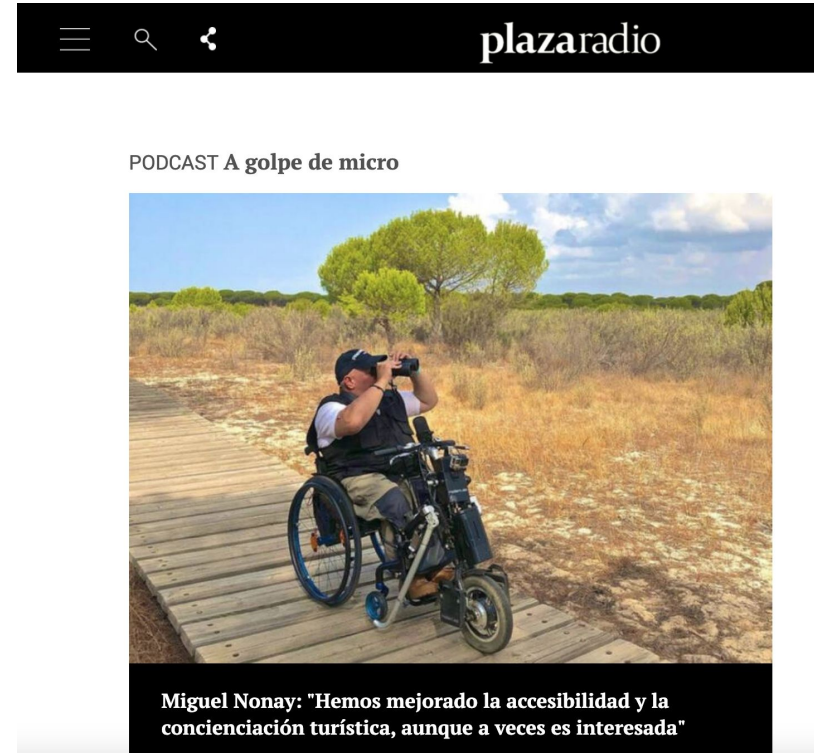 plazaradio
PODCAST A golpe de micro
Miguel Nonay: "Hemos mejorado la accesibilidad y la
concienciación turística, aunque a veces es interesada"